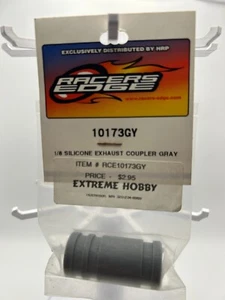 EXCLUSIVELY DISTRIBUTED BY HRP
RACERS
EDGE
10173GY
1/8 SILICONE EXHAUST COUPLER GRAY
ITEM # RCE10173GY
PRICE - $2.95
EXTREME HOBBY